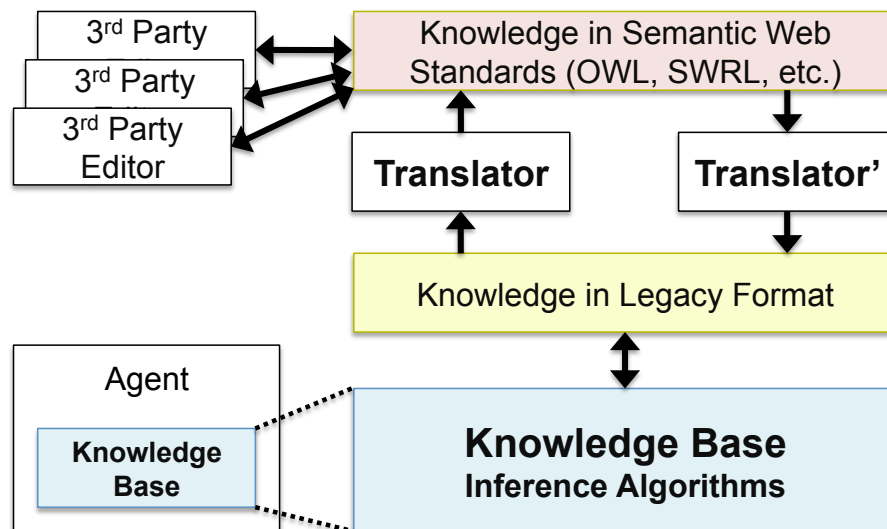 3rd Party
3rd Party
3rd Party
Editor
Knowledge in Semantic Web
Standards (OWL, SWRL, etc.)
Translator
Translator’
Knowledge in Legacy Format
Agent
Knowledge
Base
Knowledge Base
Inference Algorithms